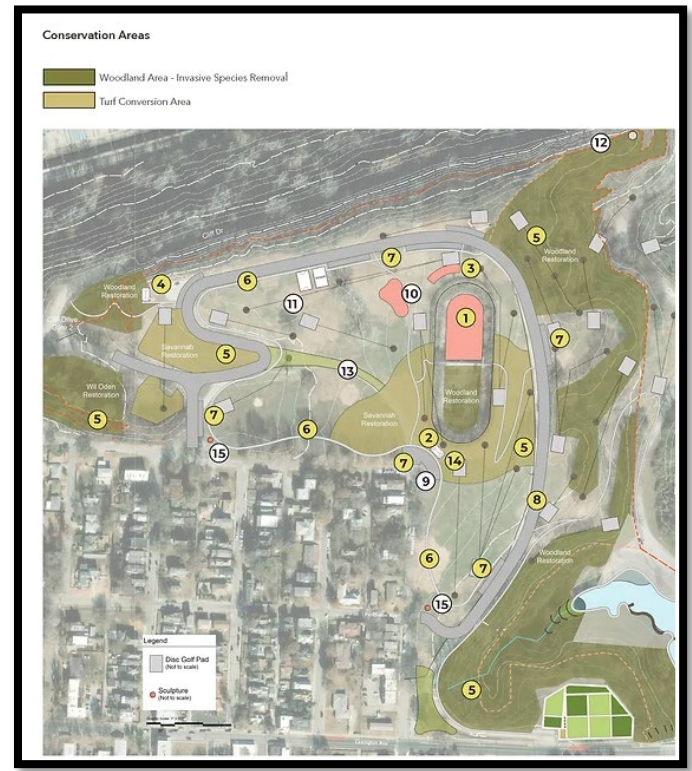 Conservation Areas
Woodland Area - Invasive Species Removal
Turf Conversion Area
12
Cliff Dr
5
Woodland
Restoration
7
3
4
6
Woodland
Restoration
11
10
1
7
Savannah
Restoration
5
13
Wil Oden
Restoration
5
Woodland
Restoration
Savannah
Restoration
7
6
2
5
15
7
14
9
8
Woodland
Restoration
6
7
15
Legend
Disc Golf Pad
(Not to scale)
Sculpture
(Not to scale)
5